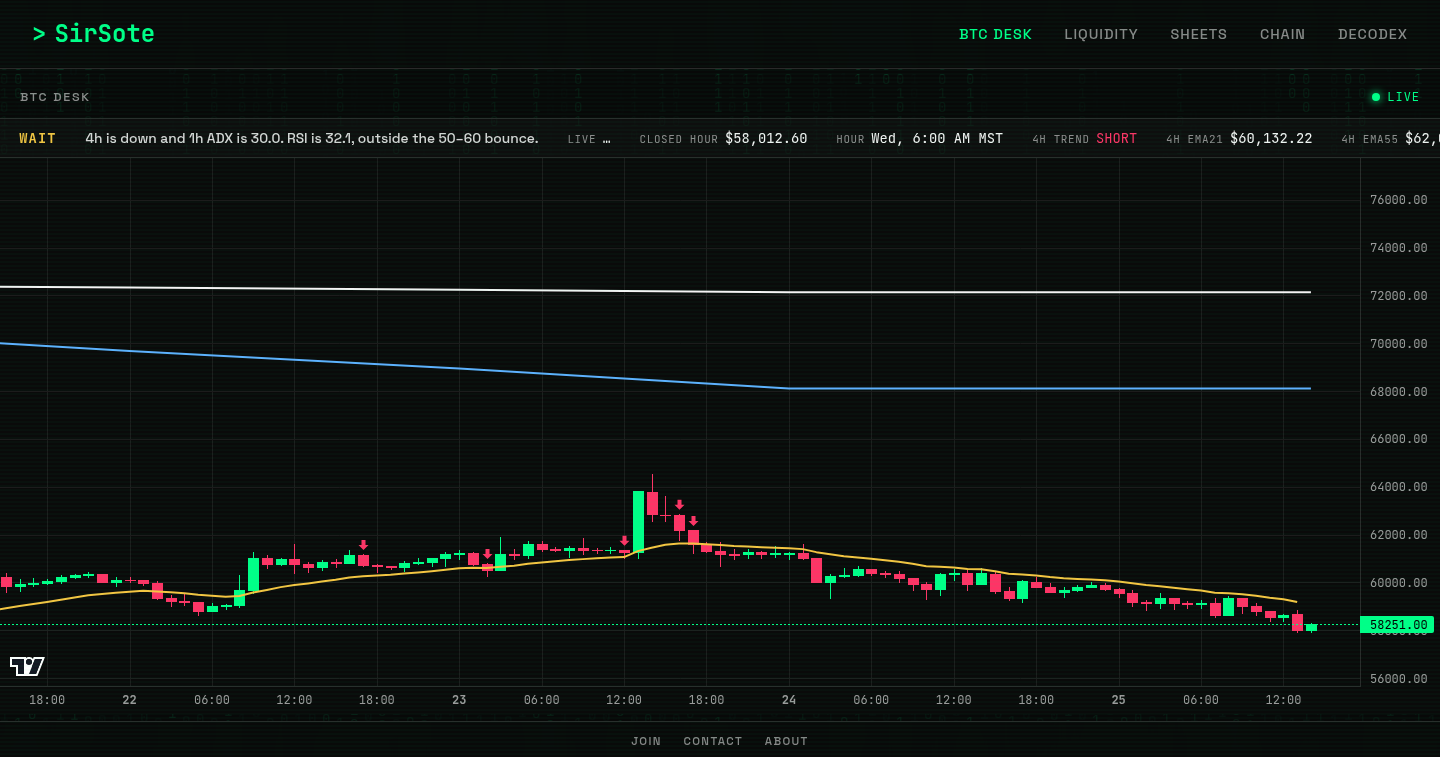 > SirSote
BTC DESK LIQUIDITY SHEETS CHAIN DECODEX
BTC DESK
LIVE
WAIT 4h is down and 1h ADX is 30.0. RSI is 32.1, outside the 50–60 bounce. LIVE … CLOSED HOUR $58,012.60 HOUR Wed, 6:00 AM MST 4H TREND SHORT 4H EMA21 $60,132.22 4H EMA55 $62,
76000.00
74000.00
72000.00
70000.00
68000.00
66000.00
64000.00
62000.00
60000.00
58251.00
56000.00
18:00 22 06:00 12:00 18:00 23 06:00 12:00 18:00 24 06:00 12:00 18:00 25 06:00 12:00
JOIN CONTACT ABOUT